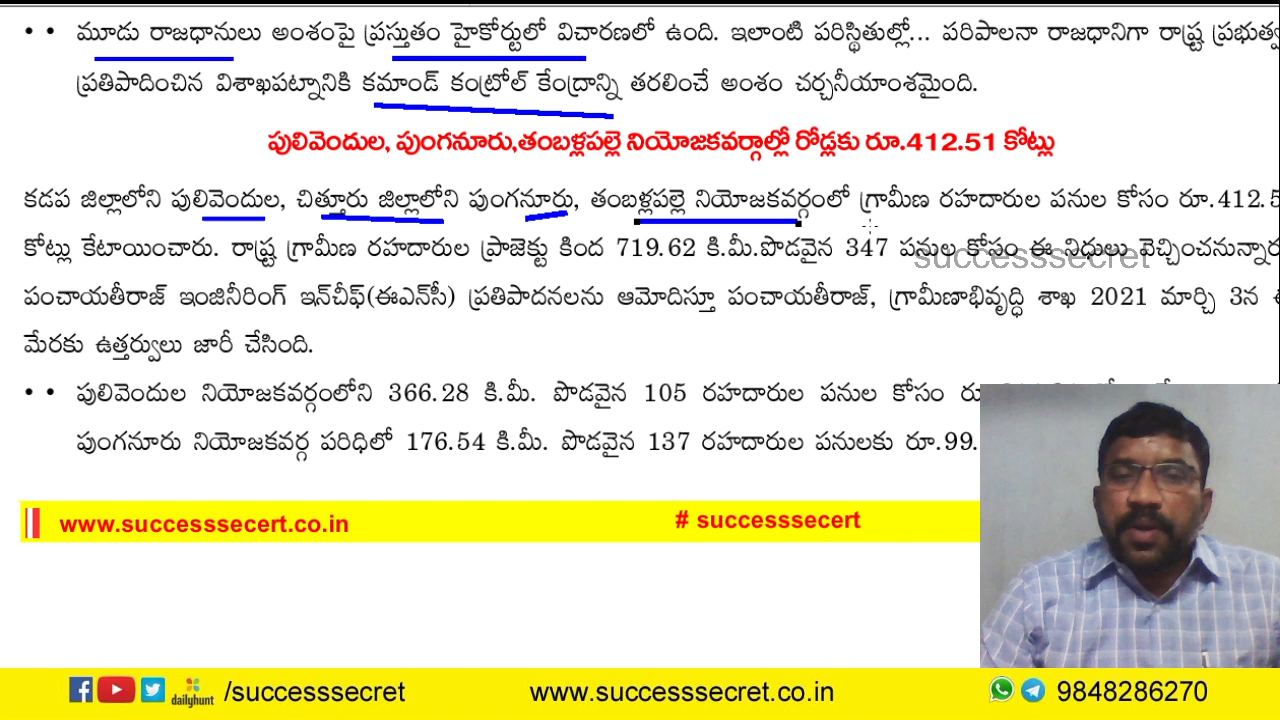 •• మూడు రాజధానులు అంశంపై ప్రస్తుతం హైకోర్టులో విచారణలో ఉంది. ఇలాంటి పరిస్థితుల్లో... పరిపాలనా రాజధానిగా రాష్ట్ర ప్రభుత్వ
ప్రతిపాదించిన విశాఖపట్నానికి కమాండ్ కంట్రోల్ కేంద్రాన్ని తరలించే అంశం చర్చనీయాంశమైంది.
పులివెందుల, పుంగనూరు,తంబళ్లపల్లె నియోజకవర్గాల్లో రోడ్లకు రూ.412.51 కోట్లు
కడప జిల్లాలోని పులివెందుల, చిత్తూరు జిల్లాలోని పుంగనూరు, తంబళ్లపల్లె నియోజకవర్గంలో గ్రామీణ రహదారుల పనుల కోసం రూ.412.5
కోట్లు కేటాయించారు. రాష్ట్ర గ్రామీణ రహదారుల ప్రాజెక్టు కింద 719.62 కి.మీ.పొడవైన 347 పనుల కోసం ఈ నిధులు వెచ్చించనున్నారు
successsecret
పంచాయతీరాజ్ ఇంజినీరింగ్ ఇన్‌చీఫ్(ఈఎన్‌సీ) ప్రతిపాదనలను ఆమోదిస్తూ పంచాయతీరాజ్, గ్రామీణాభివృద్ధి శాఖ 2021 మార్చి 3న ఈ
మేరకు ఉత్తర్వులు జారీ చేసింది.
•• పులివెందుల నియోజకవర్గంలోని 366.28 కి.మీ. పొడవైన 105 రహదారుల పనుల కోసం
పుంగనూరు నియోజకవర్గ పరిధిలో 176.54 కి.మీ. పొడవైన 137 రహదారుల పనులకు రూ.99.
www.successsecert.co.in
# successsecert
dailyhunt
/successsecret
www.successsecret.co.in
9848286270